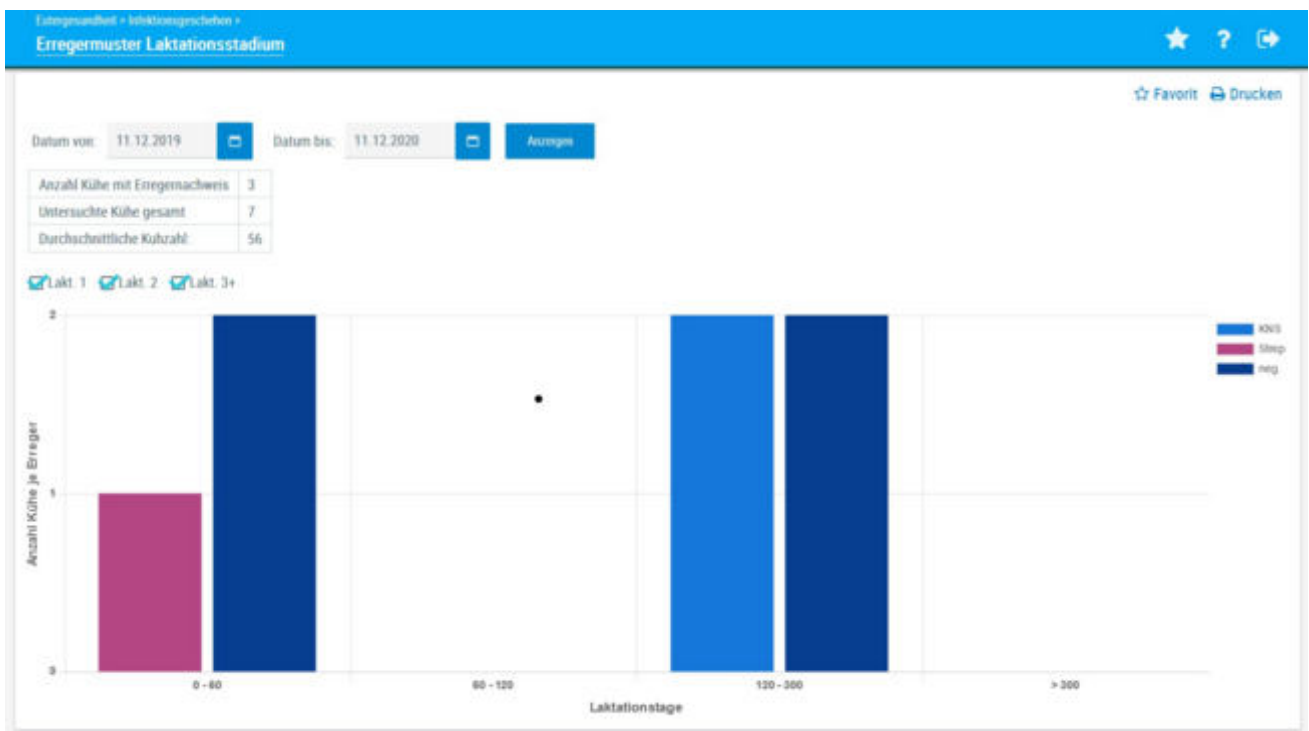 Eutergesundheit > Infektionsgeschehen >
Erregermuster Laktationsstadium
?
Favorit Drucken
Datum von: 11.12.2019 Datum bis: 11.12.2020 Anzeigen
Anzahl Kühe mit Erregernachweis 3
Untersuchte Kühe gesamt 7
Durchschnittliche Kuhzahl: 56
Lakt. 1 Lakt. 2 Lakt. 3+
2
KNS
Strep
neg
Anzahl Kühe je Erreger
1
0
0 - 60 60 - 120 120 - 300 > 300
Laktationstage